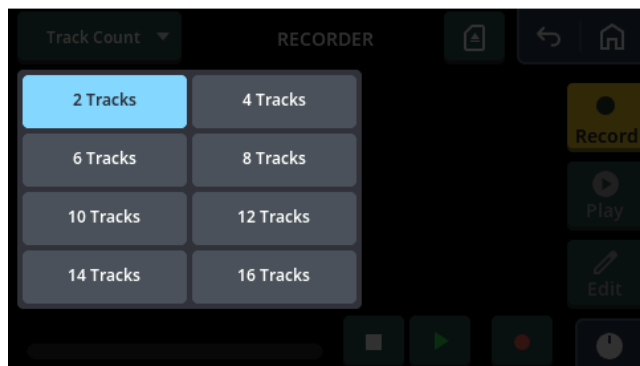 Track Count
RECORDER
2 Tracks
4 Tracks
6 Tracks
8 Tracks
10 Tracks
12 Tracks
14 Tracks
16 Tracks
Record
Play
Edit